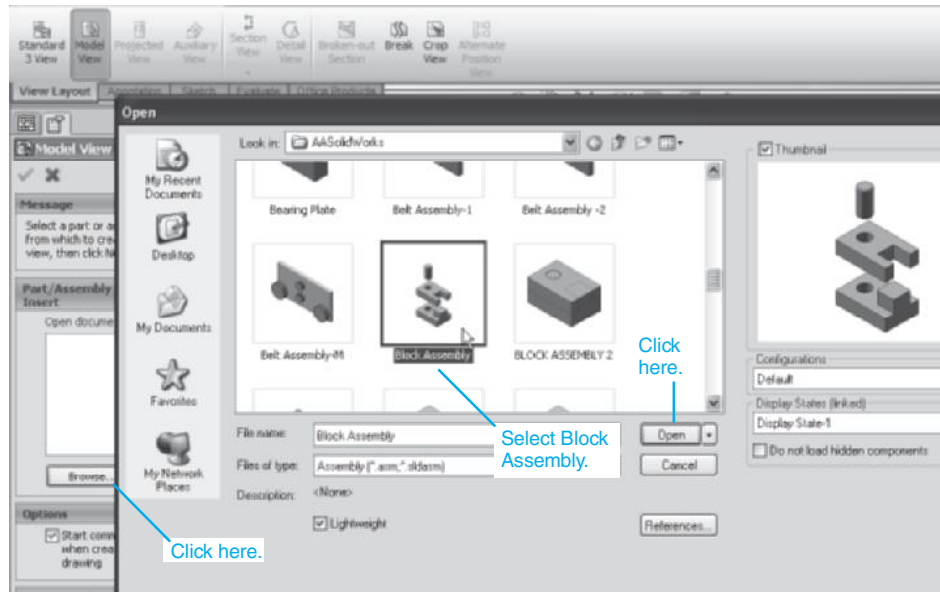 Standard
3 View
Model
View
Projected
View
Auxiliary
View
Section
View
Detail
View
Broken-out
Section
Break
Crop
View
Alternate
Position
View
View Layout
Annotation
Sketch
Evaluate
Office Products
Open
Model View
Message
Select a part or
from which to
view, then click
Part/Assembly
Insert
Open
Browse...
Options
Start
when
drawing
My Recent
Documents
Desktop
My Documents
Favorites
My Network
Places
Look in:
AASolidWorks
Bearing Plate
Belt Assembly-1
Belt Assembly -2
Belt Assembly-M
Block Assembly
BLOCK ASSEMBLY 2
Click
here.
Select Block
Assembly.
Click here.
File name:
Block Assembly
Open
Files of type:
Assembly (*.asm;*.sldasm)
Cancel
Description:
<None>
Lightweight
References...
Thumbnail
Configurations
Default
Display States (linked)
Display State-1
Do not load hidden components